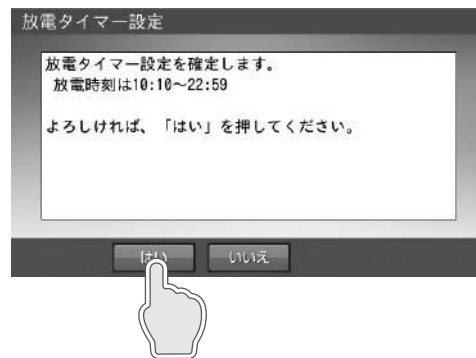 放電タイマー設定
放電タイマー設定を確定します。
放電時刻は10:10～22:59
よろしければ、「はい」を押してください。
はい いいえ